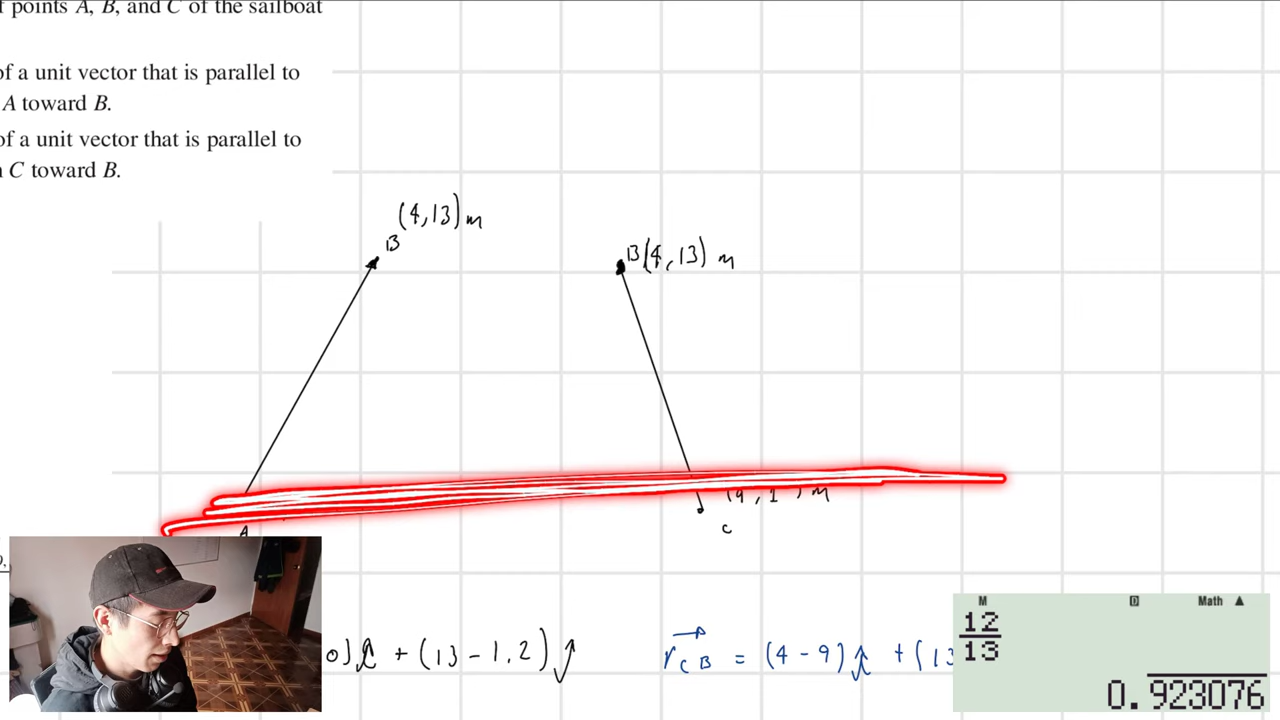 f points A, B, and C of the sailboat
of a unit vector that is parallel to
A toward B.
of a unit vector that is parallel to
C toward B.
(4,13)m
B
B(4,13) m
(9,1 )m
A
C
0)î + (13-1.2)ĵ
r⃗CB = (4-9)î + (13
M D Math ▲
12
13
0.923076